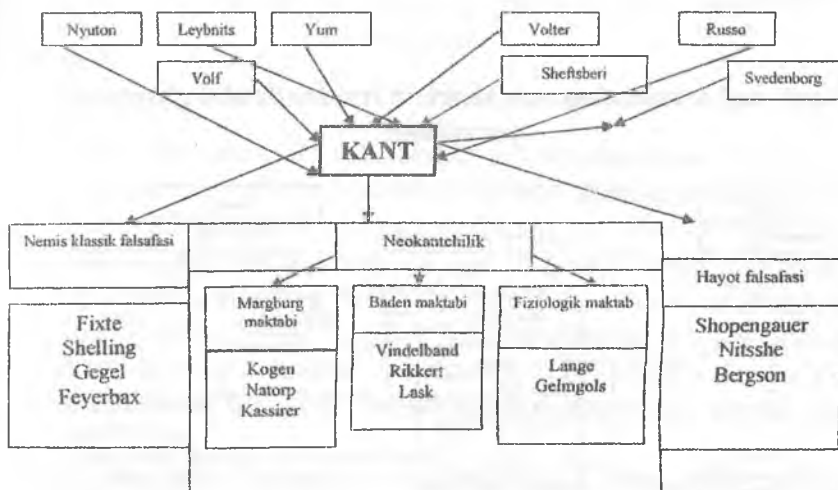 Nyuton
Leybnits
Yum
Volter
Russo
Volf
Sheftsberi
Svedenborg
KANT
Nemis klassik falsafasi
Neokantchilik
Hayot falsafasi
Margburg
maktabi
Baden maktabi
Fiziologik maktab
Fixte
Shelling
Gegel
Feyerbax
Kogen
Natorp
Kassirer
Vindelband
Rikkert
Lask
Lange
Gelmgols
Shopengauer
Nitsshe
Bergson